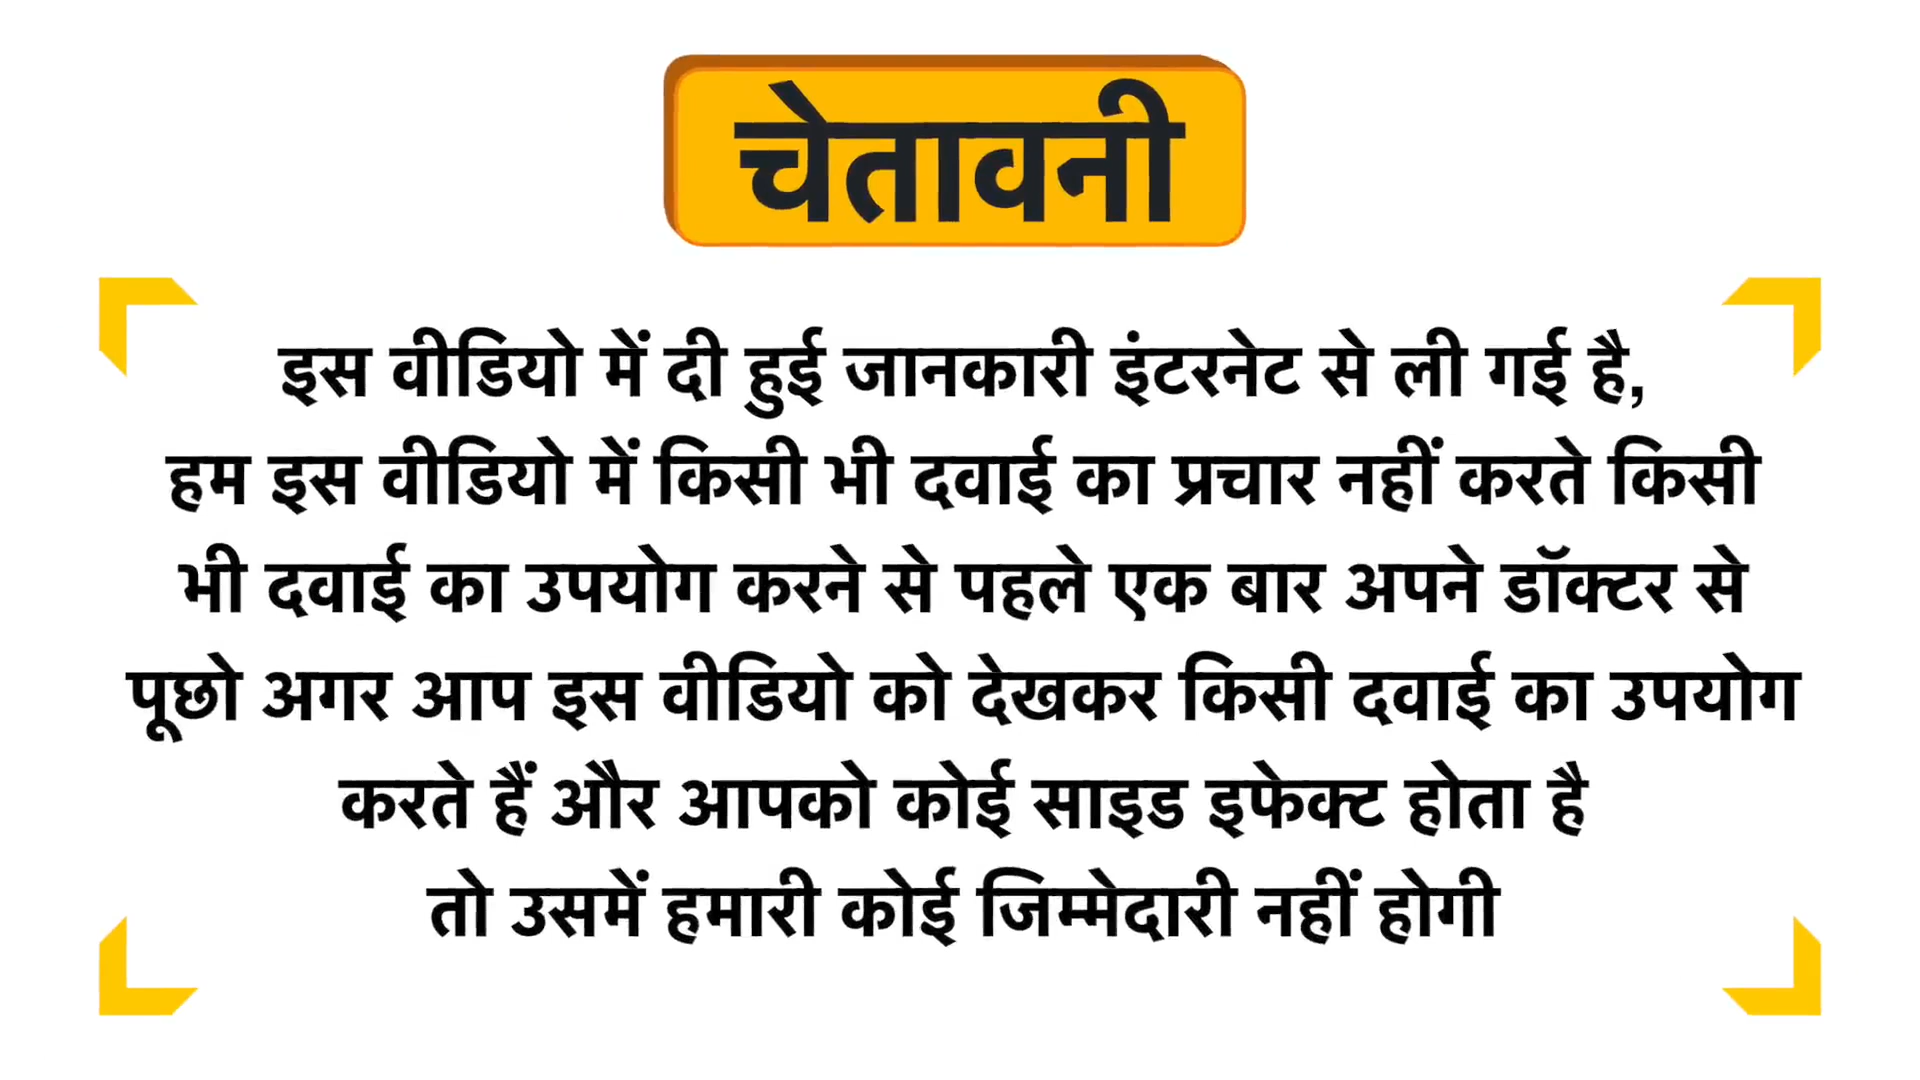 चेतावनी
इस वीडियो में दी हुई जानकारी इंटरनेट से ली गई है,
हम इस वीडियो में किसी भी दवाई का प्रचार नहीं करते किसी
भी दवाई का उपयोग करने से पहले एक बार अपने डॉक्टर से
पूछो अगर आप इस वीडियो को देखकर किसी दवाई का उपयोग
करते हैं और आपको कोई साइड इफेक्ट होता है
तो उसमें हमारी कोई जिम्मेदारी नहीं होगी